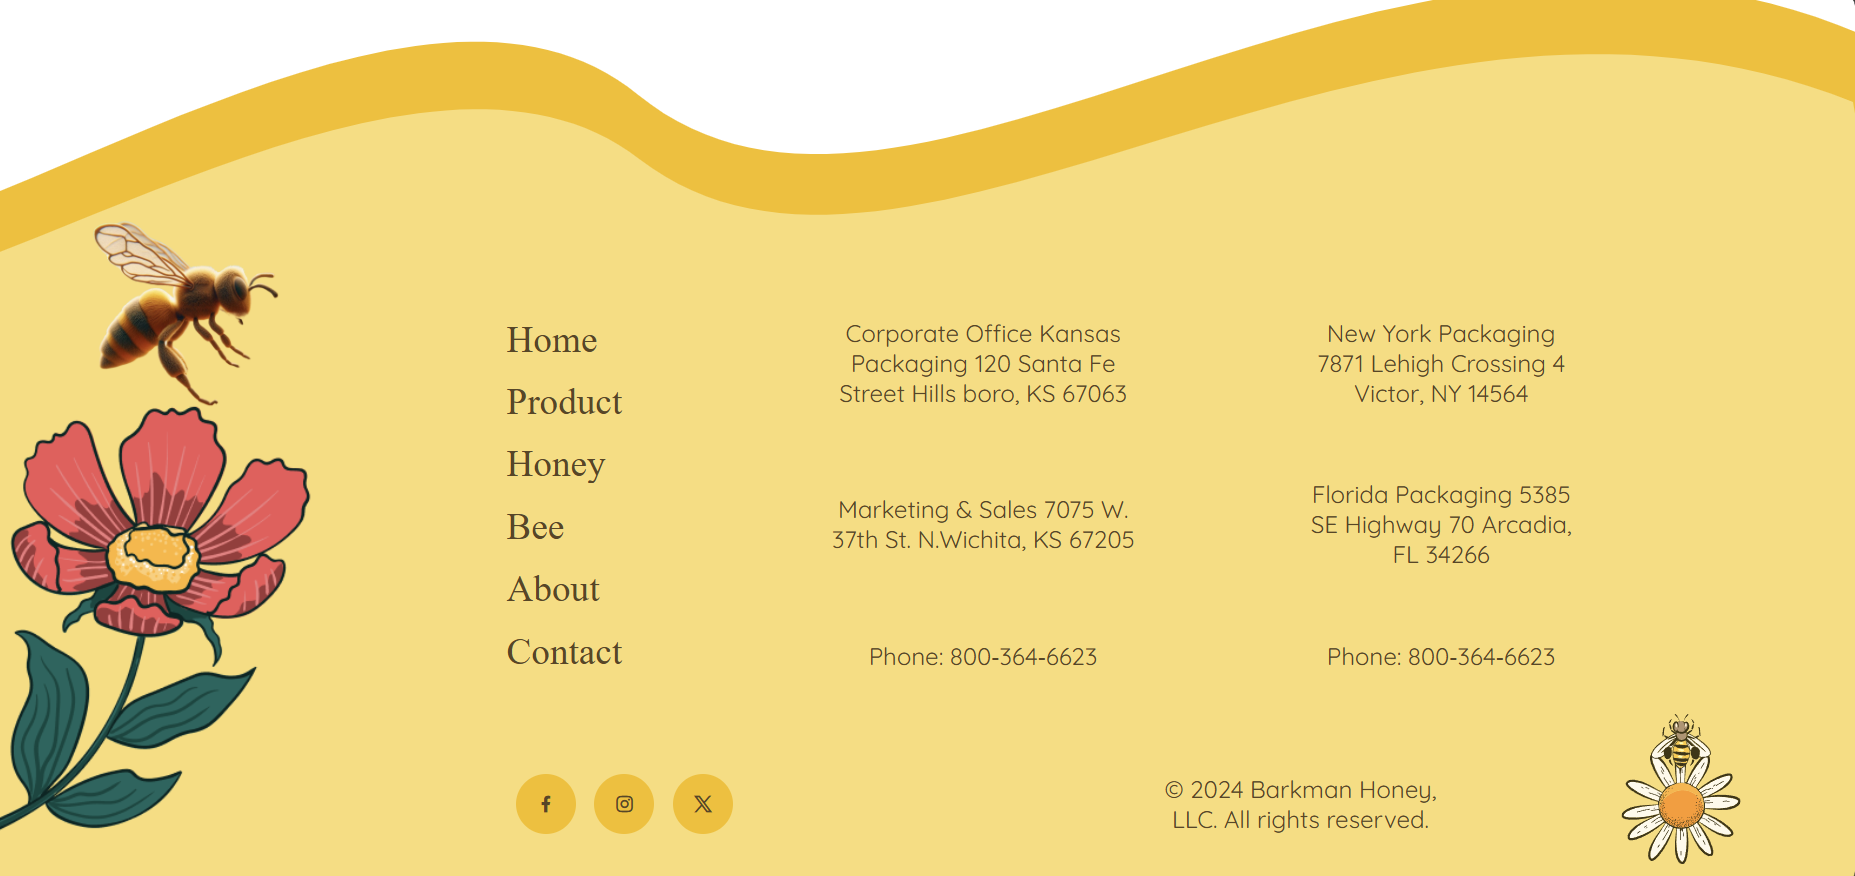 Home
Product
Honey
Bee
About
Contact
Corporate Office Kansas
Packaging 120 Santa Fe
Street Hills boro, KS 67063
Marketing & Sales 7075 W.
37th St. N.Wichita, KS 67205
Phone: 800-364-6623
New York Packaging
7871 Lehigh Crossing 4
Victor, NY 14564
Florida Packaging 5385
SE Highway 70 Arcadia,
FL 34266
Phone: 800-364-6623
© 2024 Barkman Honey,
LLC. All rights reserved.